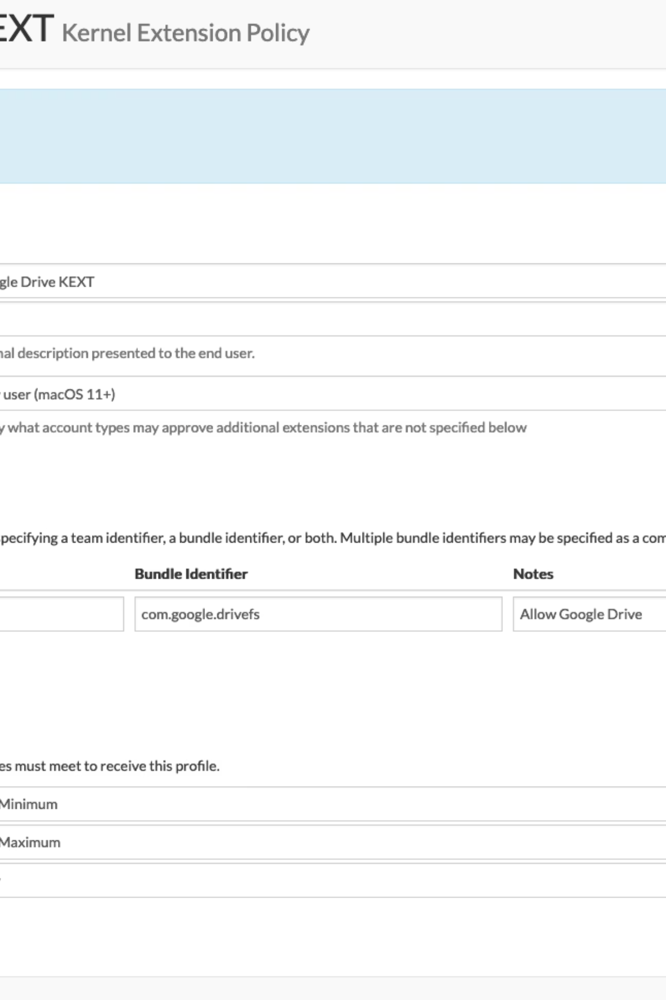 EXT Kernel Extension Policy
gle Drive KEXT
nal description presented to the end user.
user (macOS 11+)
y what account types may approve additional extensions that are not specified below
specifying a team identifier, a bundle identifier, or both. Multiple bundle identifiers may be specified as a com
Bundle Identifier Notes
com.google.drivefs Allow Google Drive
es must meet to receive this profile.
Minimum
Maximum